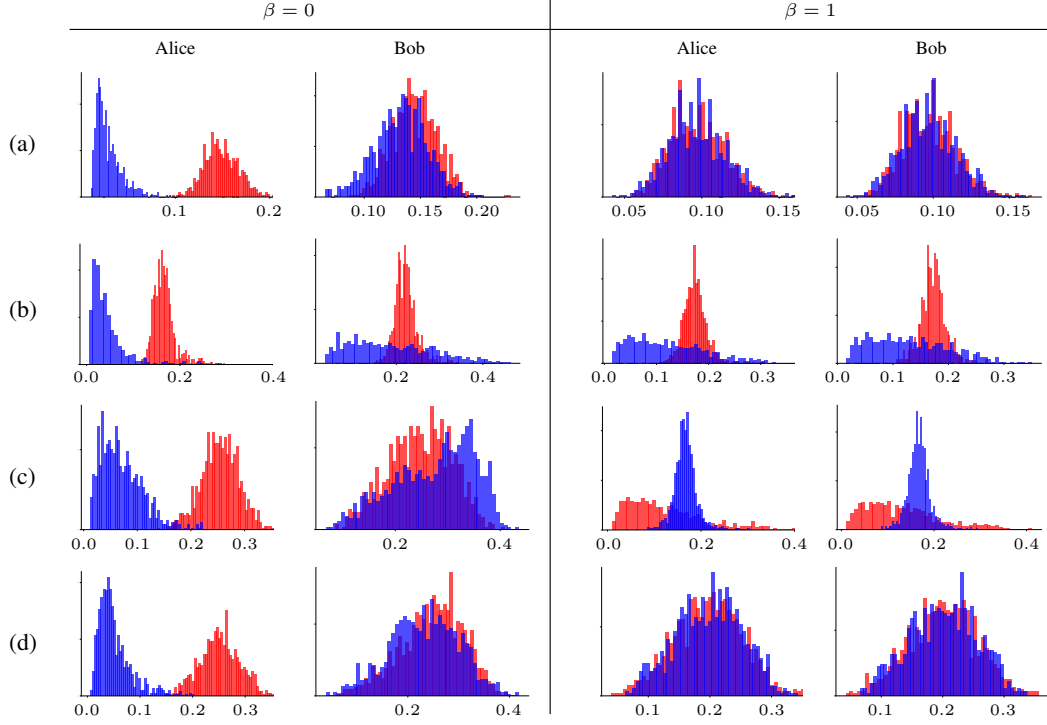 β = 0 β = 1
Alice Bob Alice Bob
(a)
0.1 0.2 0.10 0.15 0.20 0.05 0.10 0.15 0.05 0.10 0.15
(b)
0.0 0.2 0.4 0.2 0.4 0.0 0.1 0.2 0.3 0.0 0.1 0.2 0.3
(c)
0.0 0.1 0.2 0.3 0.2 0.4 0.0 0.2 0.4 0.0 0.2 0.4
(d)
0.0 0.1 0.2 0.3 0.2 0.4 0.1 0.2 0.3 0.1 0.2 0.3